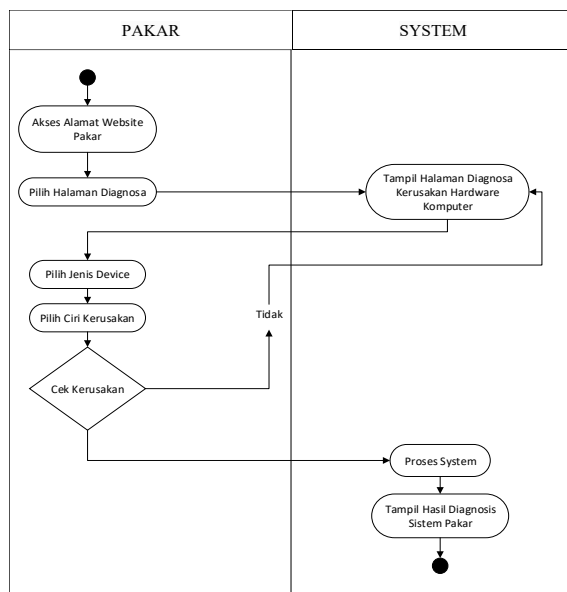 PAKAR
SYSTEM
Akses Alamat Website
Pakar
Pilih Halaman Diagnosa
Tampil Halaman Diagnosa
Kerusakan Hardware
Komputer
Pilih Jenis Device
Pilih Ciri Kerusakan
Tidak
Cek Kerusakan
Proses System
Tampil Hasil Diagnosis
Sistem Pakar